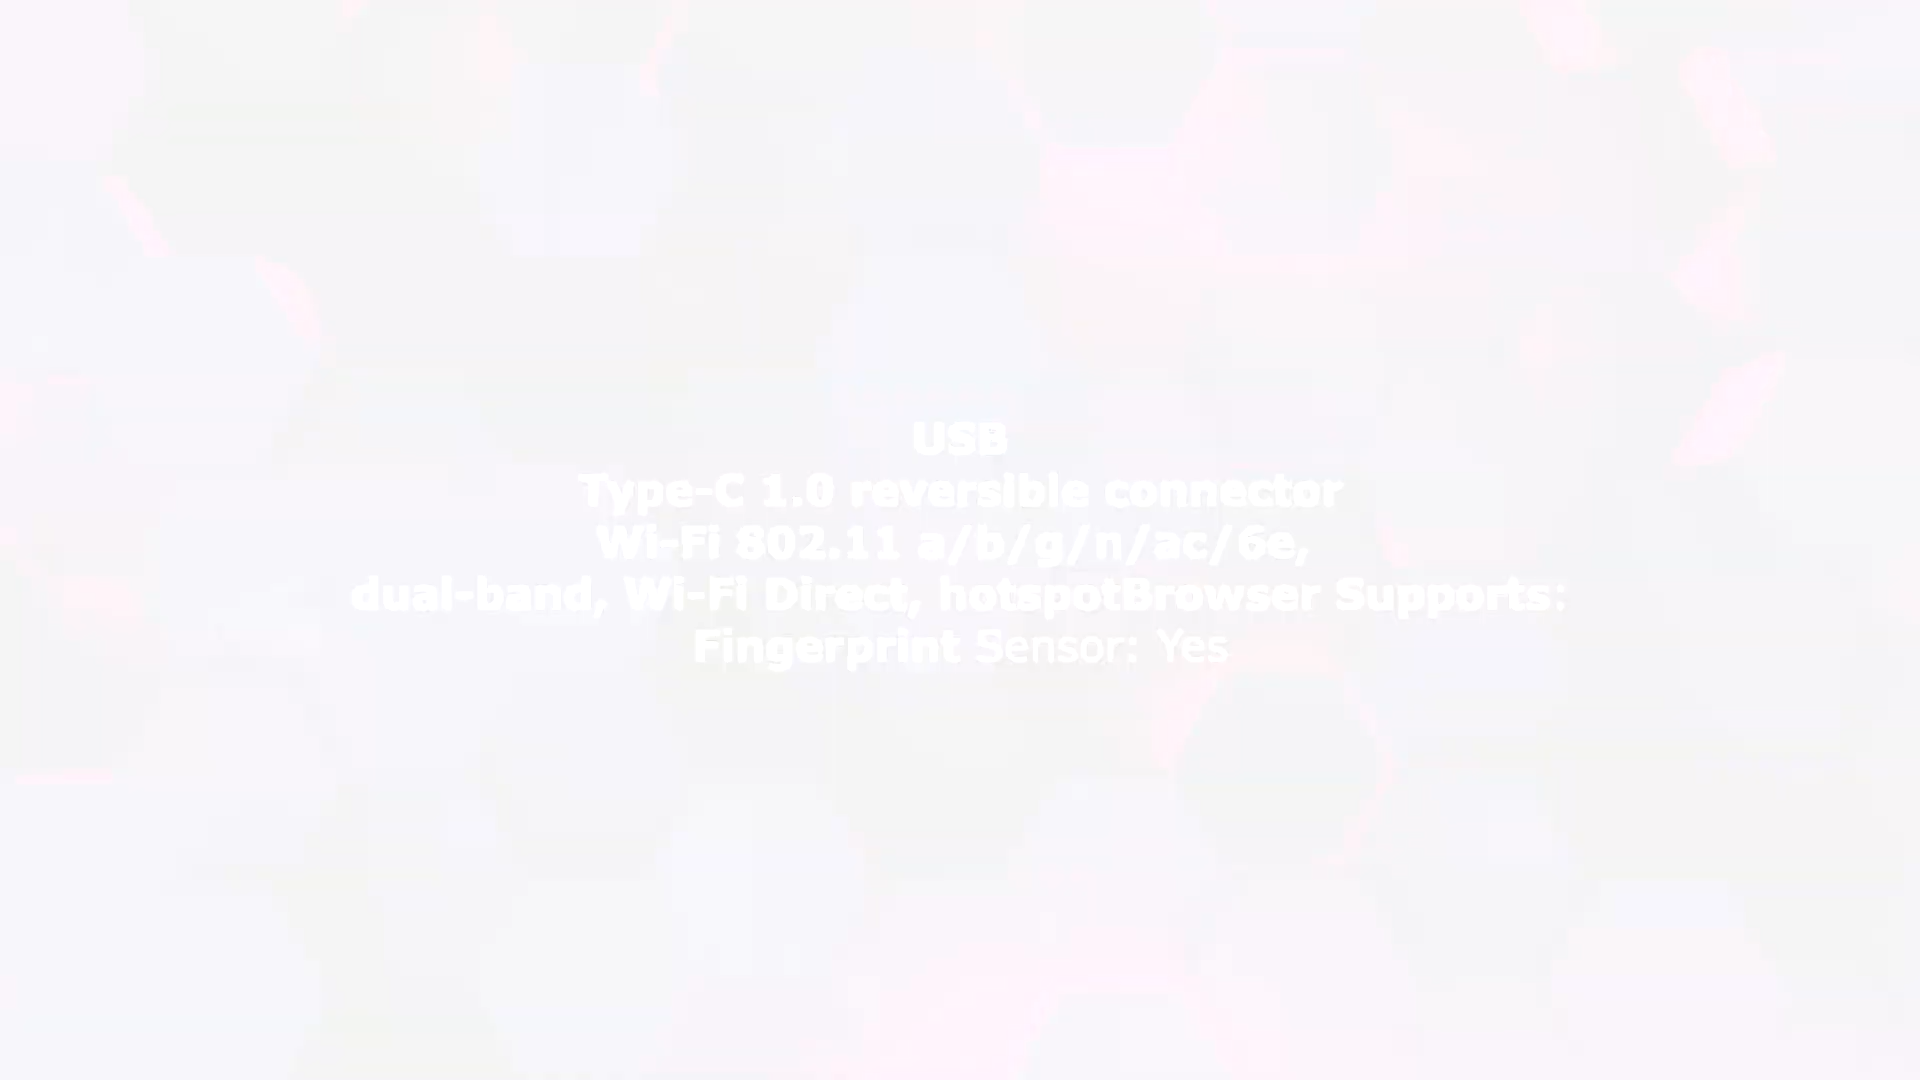 USB
Type-C 1.0 reversible connector
Wi-Fi 802.11 a/b/g/n/ac/6e,
dual-band, Wi-Fi Direct, hotspotBrowser Supports:
Fingerprint Sensor: Yes